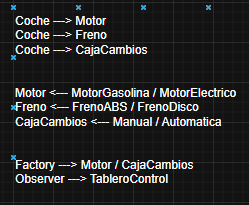 Coche ---> Motor
Coche ---> Freno
Coche ---> CajaCambios
Motor <--- MotorGasolina / MotorElectrico
Freno <--- FrenoABS / FrenoDisco
CajaCambios <--- Manual / Automatica
Factory ---> Motor / CajaCambios
Observer ---> TableroControl